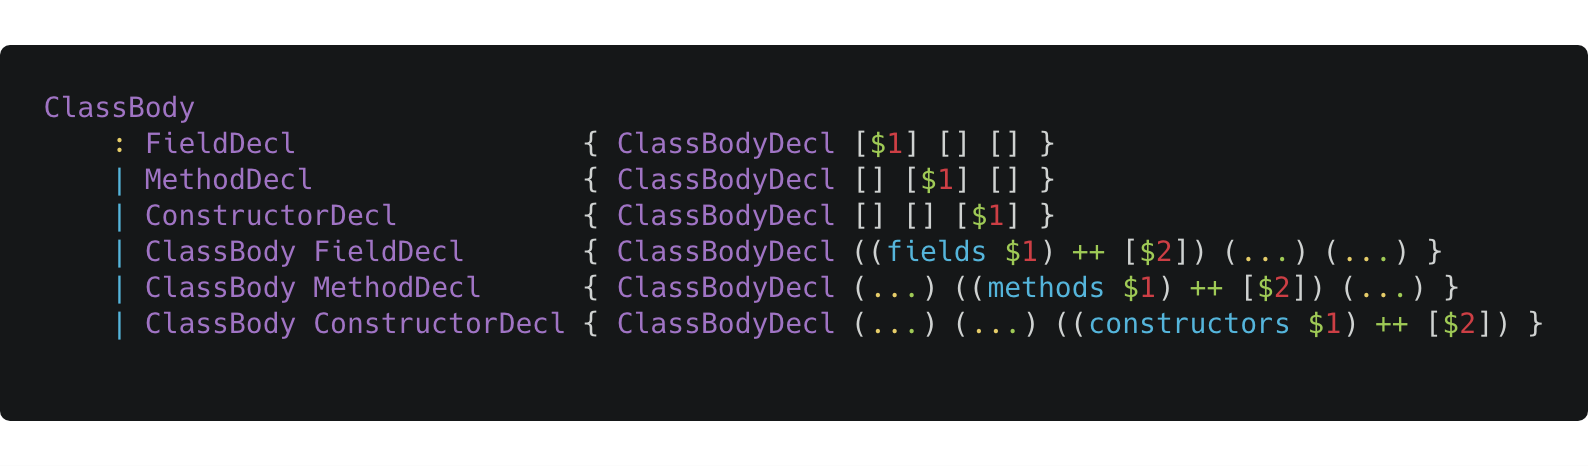 ClassBody
    : FieldDecl                 { ClassBodyDecl [$1] [] [] }
    | MethodDecl                { ClassBodyDecl [] [$1] [] }
    | ConstructorDecl           { ClassBodyDecl [] [] [$1] }
    | ClassBody FieldDecl       { ClassBodyDecl ((fields $1) ++ [$2]) (...) (...) }
    | ClassBody MethodDecl      { ClassBodyDecl (...) ((methods $1) ++ [$2]) (...) }
    | ClassBody ConstructorDecl { ClassBodyDecl (...) (...) ((constructors $1) ++ [$2]) }